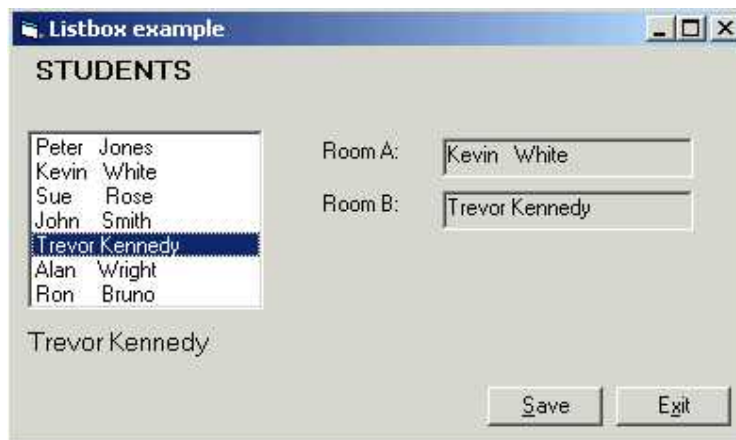 Listbox example
STUDENTS
Peter Jones
Kevin White
Sue Rose
John Smith
Trevor Kennedy
Alan Wright
Ron Bruno
Room A: Kevin White
Room B: Trevor Kennedy
Trevor Kennedy
Save Exit